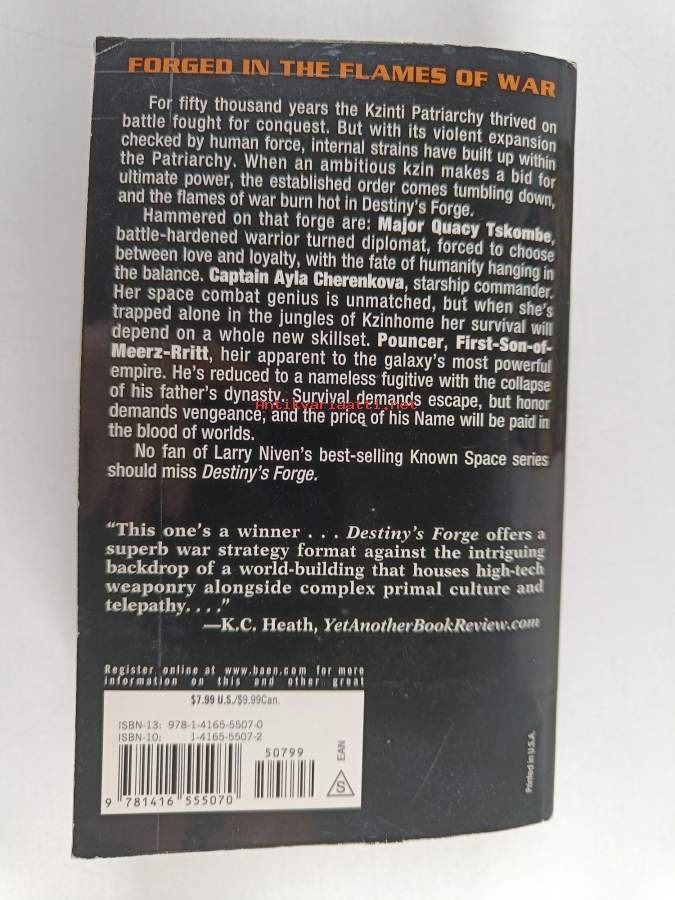 FORGED IN THE FLAMES OF WAR
For fifty thousand years the Kzinti Patriarchy thrived on
battle fought for conquest. But with its violent expansion
checked by human force, internal strains have built up within
the Patriarchy. When an ambitious kzin makes a bid for
ultimate power, the established order comes tumbling down,
and the flames of war burn hot in Destiny's Forge.
Hammered on that forge are: Major Quacy Tskombe,
battle-hardened warrior turned diplomat, forced to choose
between love and loyalty, with the fate of humanity hanging in
the balance. Captain Ayla Cherenkova, starship commander.
Her space combat genius is unmatched, but when she's
trapped alone in the jungles of Kzinhome her survival will
depend on a whole new skillset. Pouncer, First-Son-of-
Meerz-Rritt, heir apparent to the galaxy's most powerful
empire. He's reduced to a nameless fugitive with the collapse
of his father's dynasty. Survival demands escape, but honor
Antikvariaatti.net
demands vengeance, and the price of his Name will be paid in
the blood of worlds.
No fan of Larry Niven's best-selling Known Space series
should miss Destiny's Forge.
"This one's a winner . . . Destiny's Forge offers a
superb war strategy format against the intriguing
backdrop of a world-building that houses high-tech
weaponry alongside complex primal culture and
telepathy. . . ."
—K.C. Heath, YetAnotherBookReview.com
Register online at www.baen.com for more
information on this and other great
$7.99 U.S./$9.99Can.
ISBN-13: 978-1-4165-5507-0
ISBN-10: 1-4165-5507-2
50799
EAN
S
9 781416 555070
Printed in U.S.A.